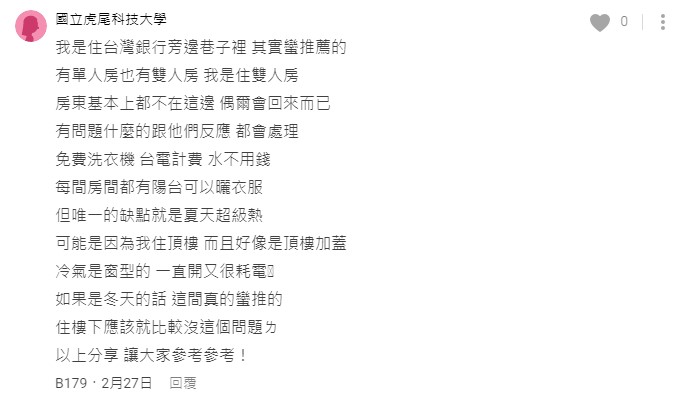 國立虎尾科技大學
0
我是住台灣銀行旁邊巷子裡 其實蠻推薦的
有單人房也有雙人房 我是住雙人房
房東基本上都不在這邊 偶爾會回來而已
有問題什麼的跟他們反應 都會處理
免費洗衣機 台電計費 水不用錢
每間房間都有陽台可以曬衣服
但唯一的缺點就是夏天超級熱
可能是因為我住頂樓 而且好像是頂樓加蓋
冷氣是窗型的 一直開又很耗電
如果是冬天的話 這間真的蠻推的
住樓下應該就比較沒這個問題ㄌ
以上分享 讓大家參考參考！
B179・2月27日 回覆